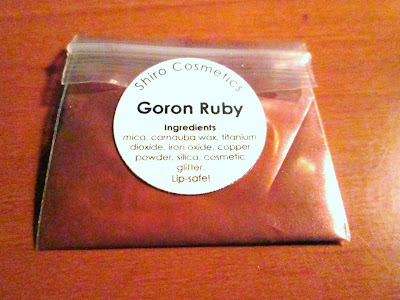 Shiro Cosmetics
Goron Ruby
Ingredients
mica, carnauba wax, titanium
dioxide, iron oxide, copper
powder, silica, cosmetic
glitter.
Lip-safe!